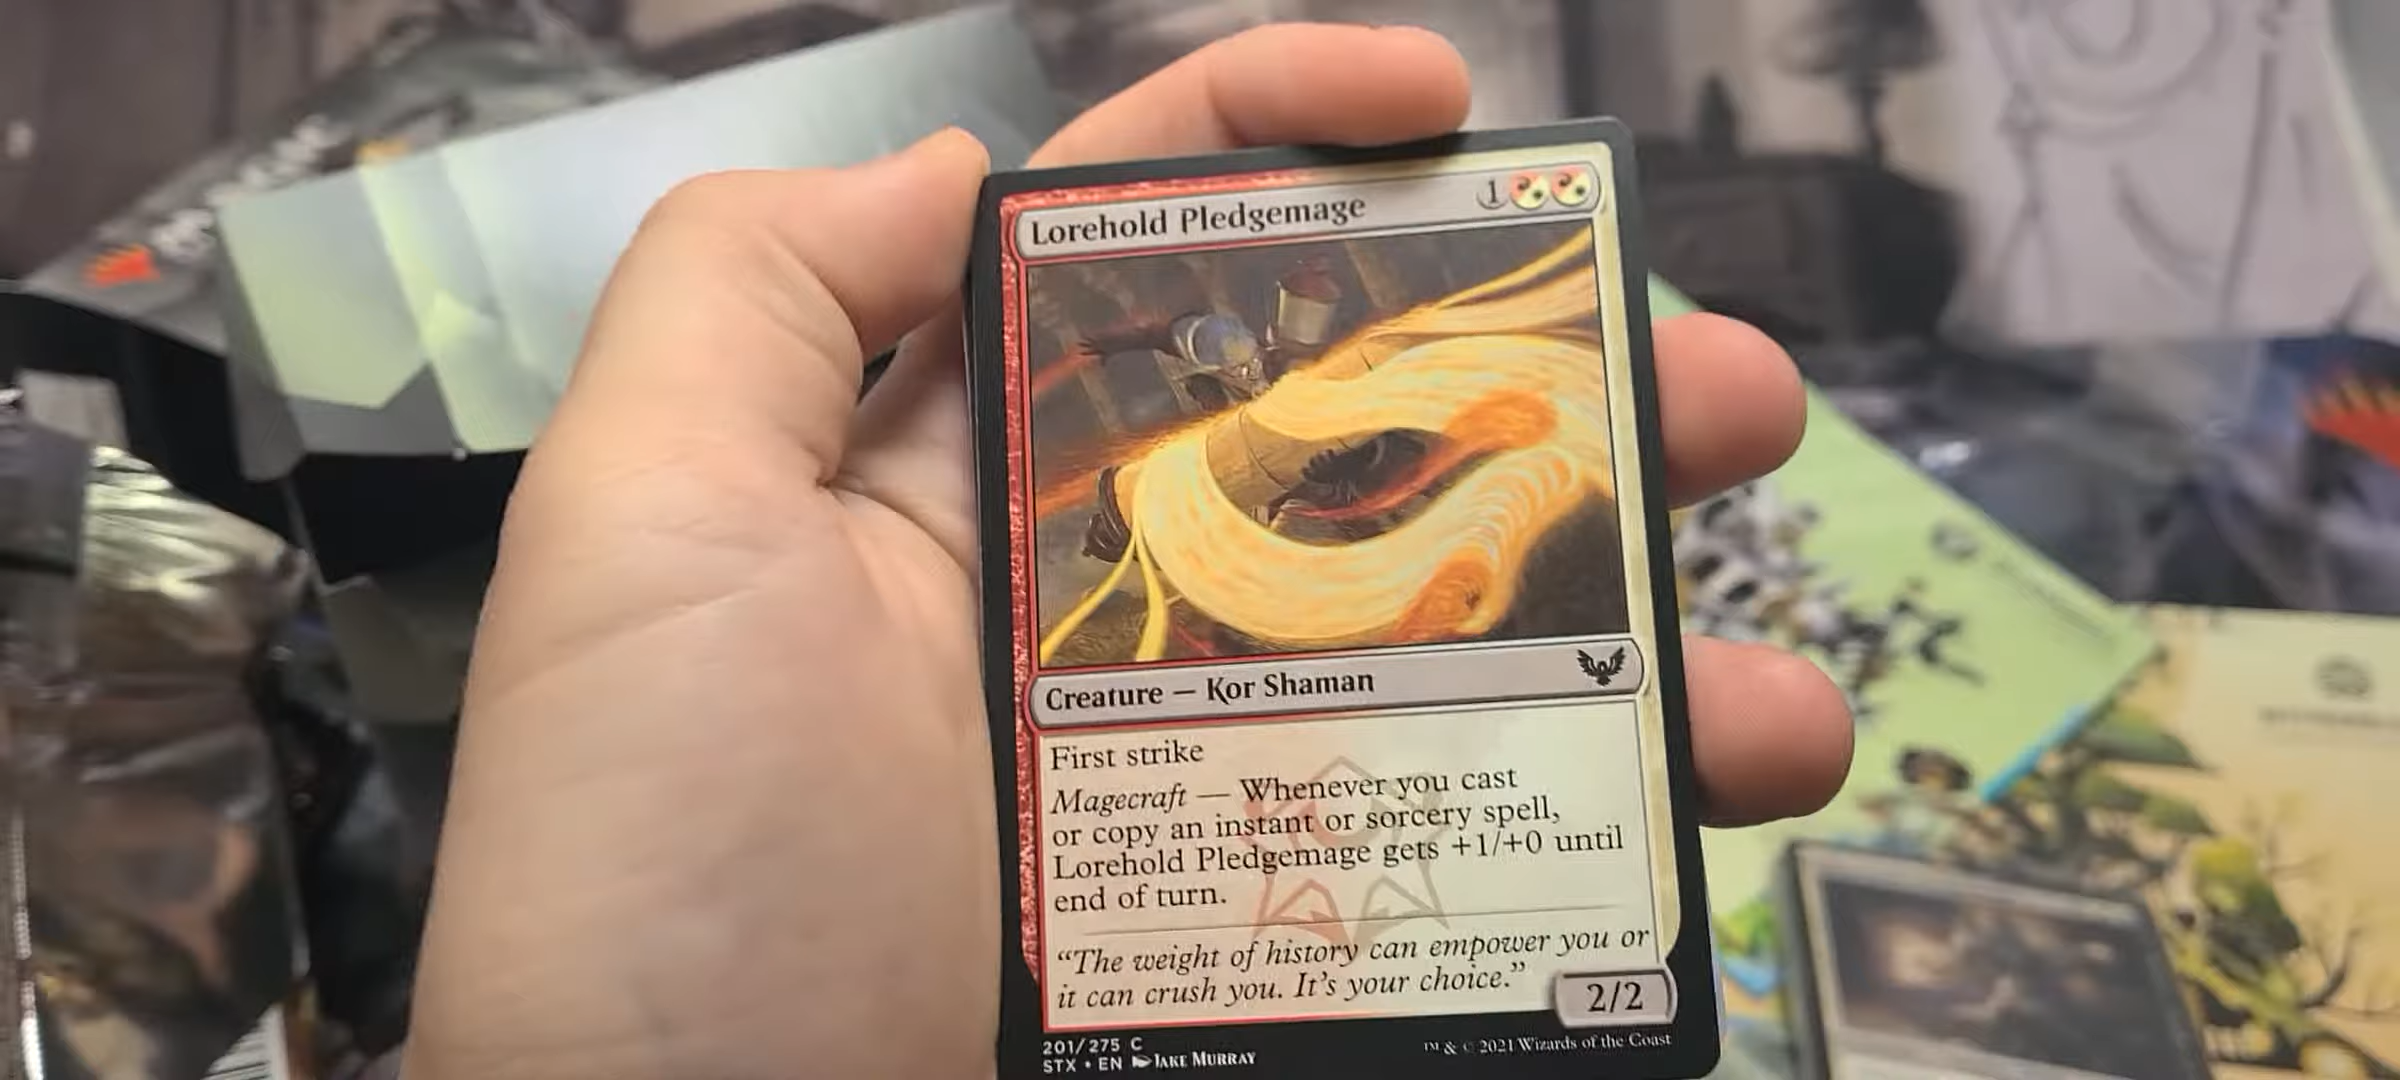 Lorehold Pledgemage
1
Creature — Kor Shaman
First strike
Magecraft — Whenever you cast
or copy an instant or sorcery spell,
Lorehold Pledgemage gets +1/+0 until
end of turn.
“The weight of history can empower you or
it can crush you. It’s your choice.”
2/2
201/275 C
STX • EN JAKE MURRAY
™ & © 2021 Wizards of the Coast